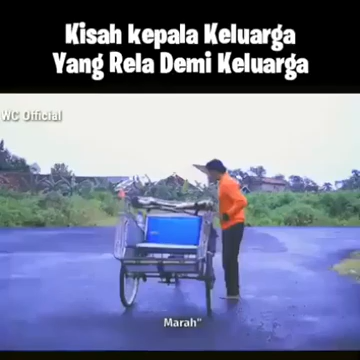 Kisah kepala Keluarga
Yang Rela Demi Keluarga
WC Official
Marah"